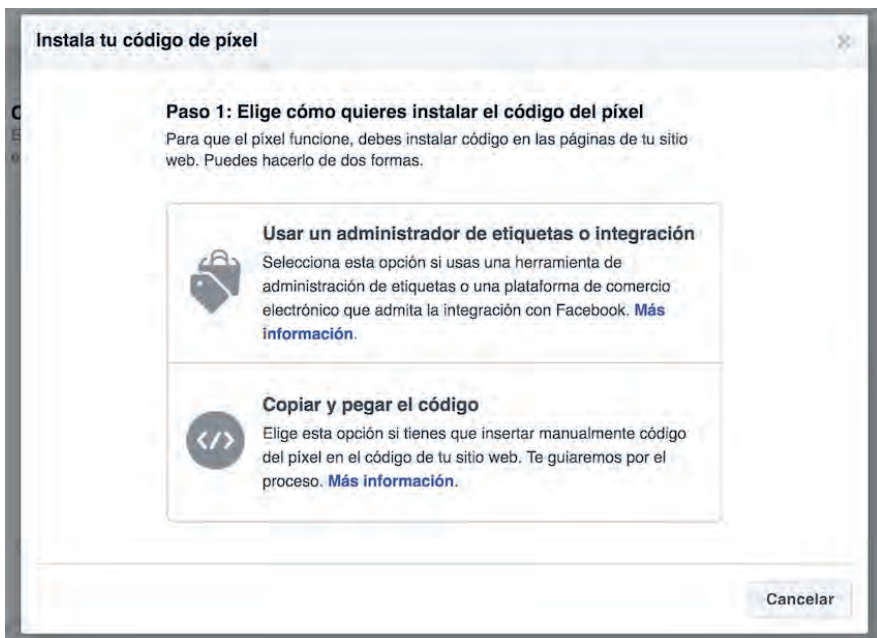 Instala tu código de píxel
Paso 1: Elige cómo quieres instalar el código del píxel
Para que el píxel funcione, debes instalar código en las páginas de tu sitio
web. Puedes hacerlo de dos formas.
Usar un administrador de etiquetas o integración
Selecciona esta opción si usas una herramienta de
administración de etiquetas o una plataforma de comercio
electrónico que admita la integración con Facebook. Más
información.
Copiar y pegar el código
Elige esta opción si tienes que insertar manualmente código
del píxel en el código de tu sitio web. Te guiaremos por el
proceso. Más información.
Cancelar